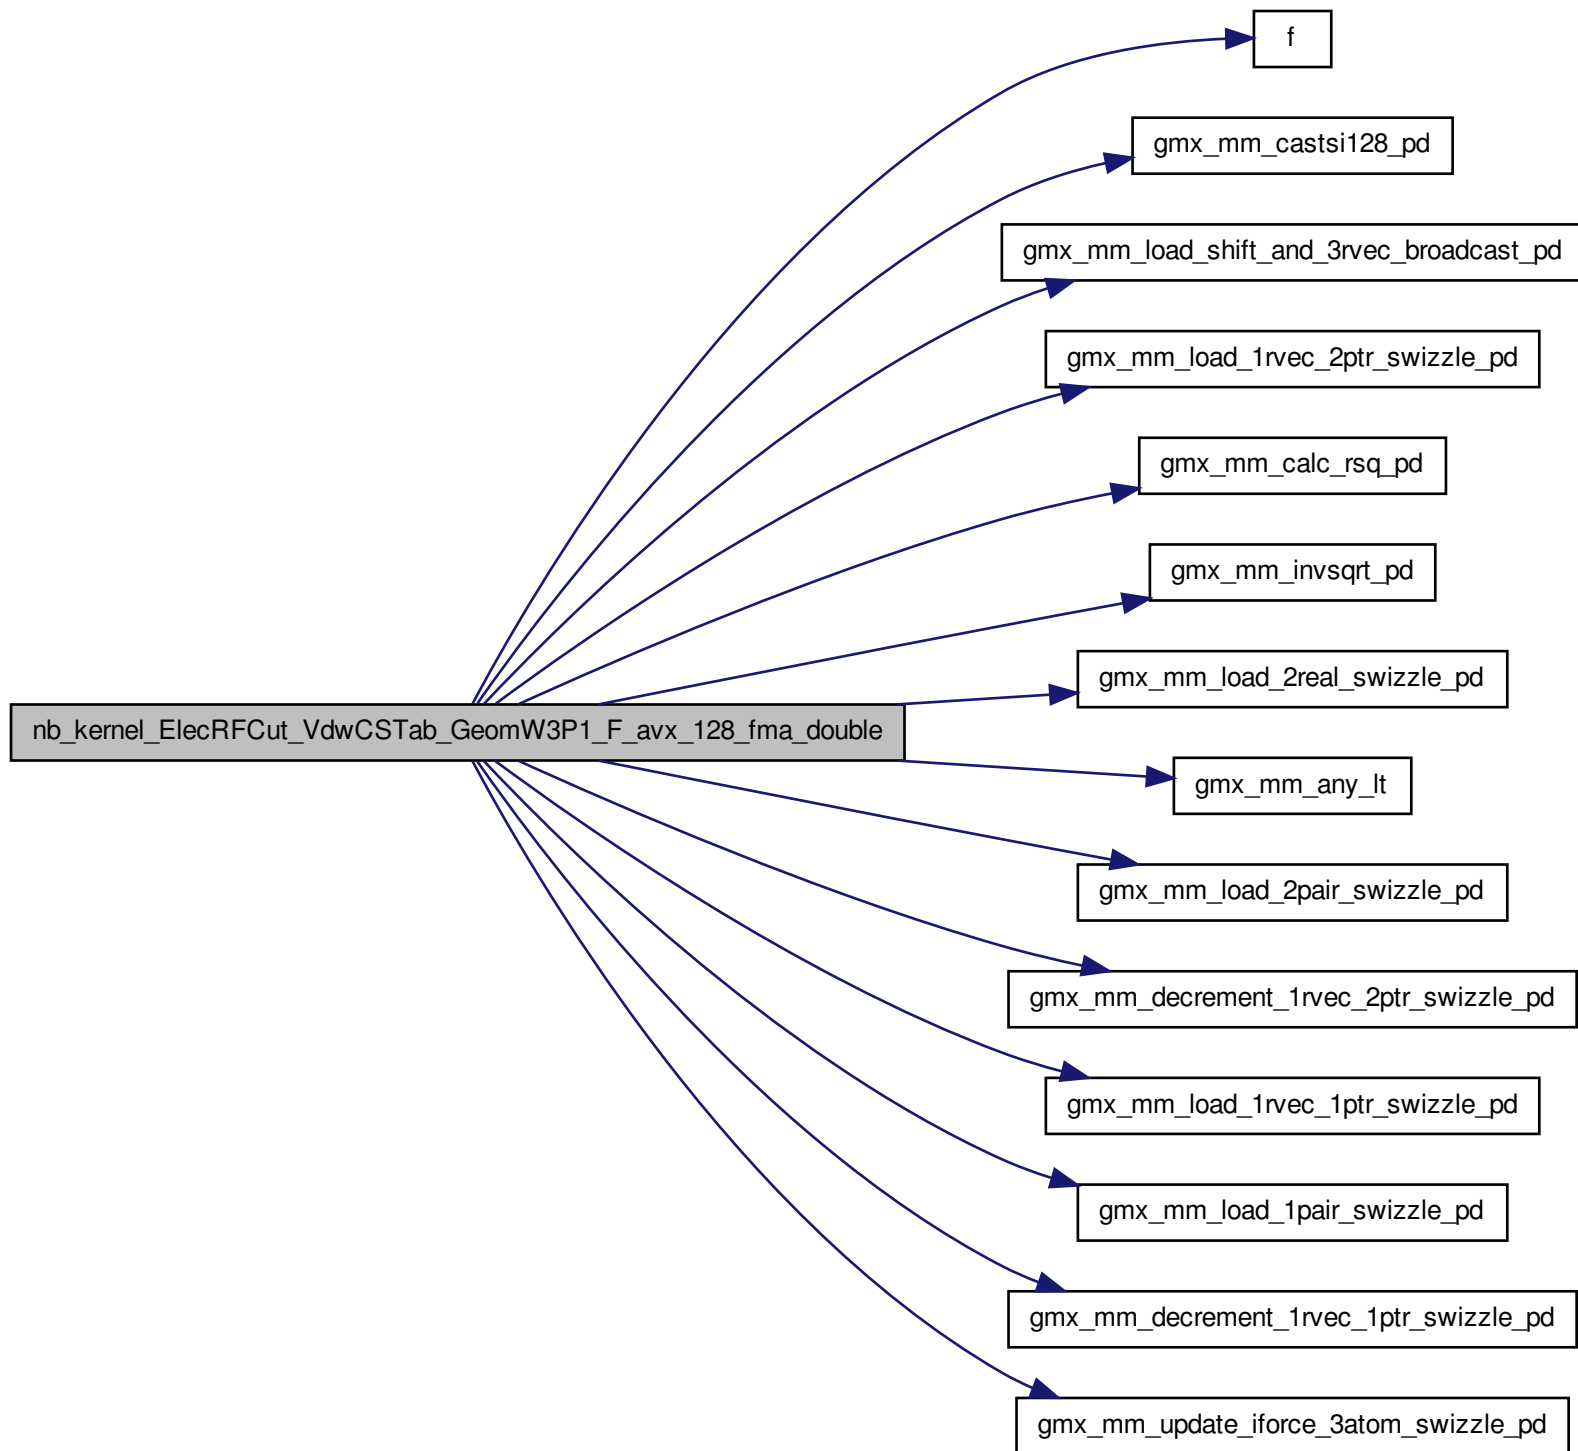 f
gmx_mm_castsi128_pd
gmx_mm_load_shift_and_3rvec_broadcast_pd
gmx_mm_load_1rvec_2ptr_swizzle_pd
gmx_mm_calc_rsq_pd
gmx_mm_invsqrt_pd
gmx_mm_load_2real_swizzle_pd
nb_kernel_ElecRFCut_VdwCSTab_GeomW3P1_F_avx_128_fma_double
gmx_mm_any_lt
gmx_mm_load_2pair_swizzle_pd
gmx_mm_decrement_1rvec_2ptr_swizzle_pd
gmx_mm_load_1rvec_1ptr_swizzle_pd
gmx_mm_load_1pair_swizzle_pd
gmx_mm_decrement_1rvec_1ptr_swizzle_pd
gmx_mm_update_iforce_3atom_swizzle_pd